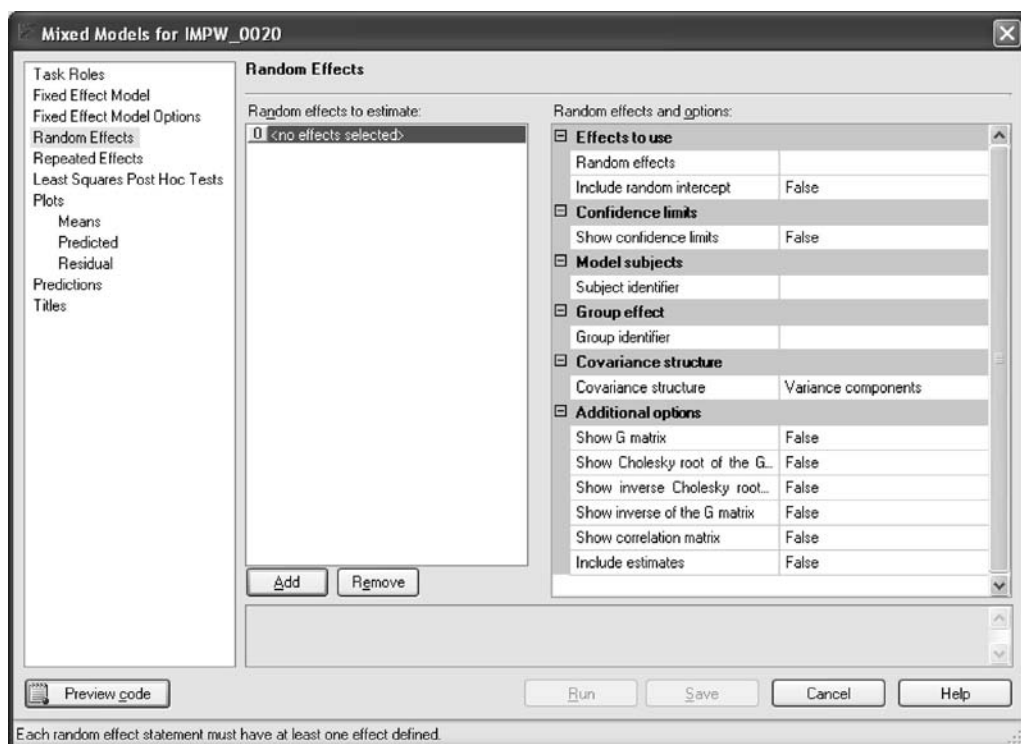 Mixed Models for IMPW_0020
Task Roles
Fixed Effect Model
Fixed Effect Model Options
Random Effects
Repeated Effects
Least Squares Post Hoc Tests
Plots
Means
Predicted
Residual
Predictions
Titles
Random Effects
Random effects to estimate:
0 <no effects selected>
Add
Remove
Random effects and options:
Effects to use
Random effects
Include random intercept False
Confidence limits
Show confidence limits False
Model subjects
Subject identifier
Group effect
Group identifier
Covariance structure
Covariance structure Variance components
Additional options
Show G matrix False
Show Cholesky root of the G... False
Show inverse Cholesky root... False
Show inverse of the G matrix False
Show correlation matrix False
Include estimates False
Preview code
Run
Save
Cancel
Help
Each random effect statement must have at least one effect defined.